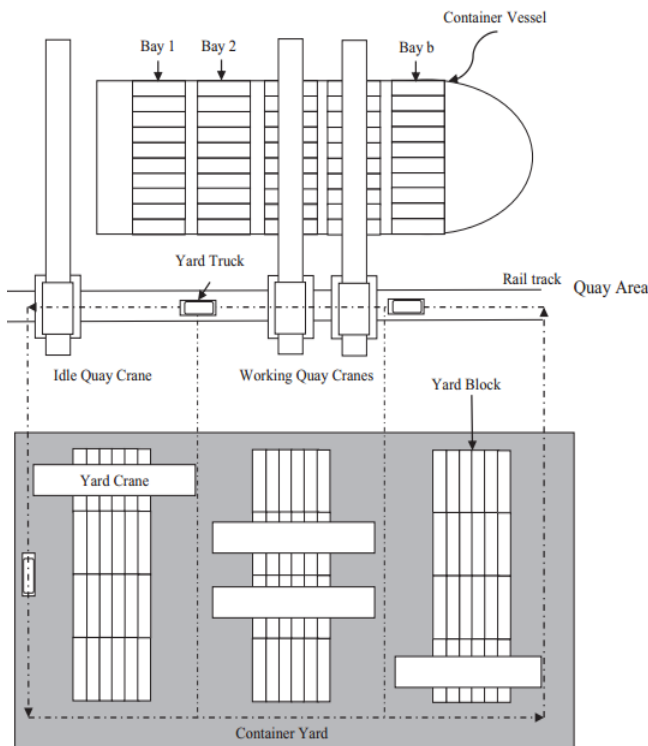 Container Vessel
Bay 1
Bay 2
Bay b
Yard Truck
Rail track
Quay Area
Idle Quay Crane
Working Quay Cranes
Yard Block
Yard Crane
Container Yard